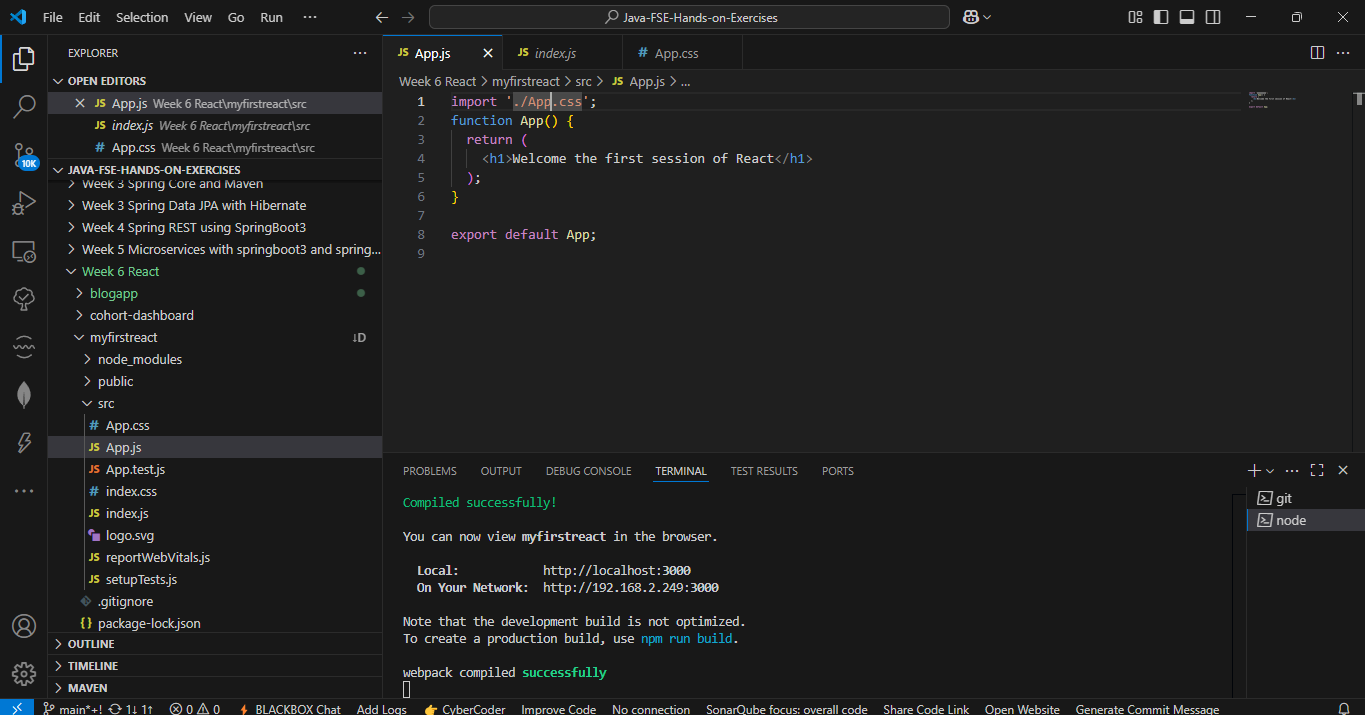 File Edit Selection View Go Run ··· Java-FSE-Hands-on-Exercises
EXPLORER ···
OPEN EDITORS
JS App.js Week 6 React\myfirstreact\src
JS index.js Week 6 React\myfirstreact\src
# App.css Week 6 React\myfirstreact\src
10K
JAVA-FSE-HANDS-ON-EXERCISES
Week 3 Spring Core and Maven
Week 3 Spring Data JPA with Hibernate
Week 4 Spring REST using SpringBoot3
Week 5 Microservices with springboot3 and spring...
Week 6 React
blogapp
cohort-dashboard
myfirstreact ↓D
node_modules
public
src
# App.css
JS App.js
JS App.test.js
# index.css
JS index.js
logo.svg
JS reportWebVitals.js
JS setupTests.js
.gitignore
{} package-lock.json
OUTLINE
TIMELINE
MAVEN
JS App.js JS index.js # App.css
Week 6 React > myfirstreact > src > JS App.js > ...
1 import './App.css';
2 function App() {
3 return (
4 <h1>Welcome the first session of React</h1>
5 );
6 }
7
8 export default App;
9
PROBLEMS OUTPUT DEBUG CONSOLE TERMINAL TEST RESULTS PORTS
Compiled successfully!
You can now view myfirstreact in the browser.
Local: http://localhost:3000
On Your Network: http://192.168.2.249:3000
Note that the development build is not optimized.
To create a production build, use npm run build.
webpack compiled successfully
git
node
main*+! 1↓ 1↑ 0 0 BLACKBOX Chat Add Logs CyberCoder Improve Code No connection SonarQube focus: overall code Share Code Link Open Website Generate Commit Message